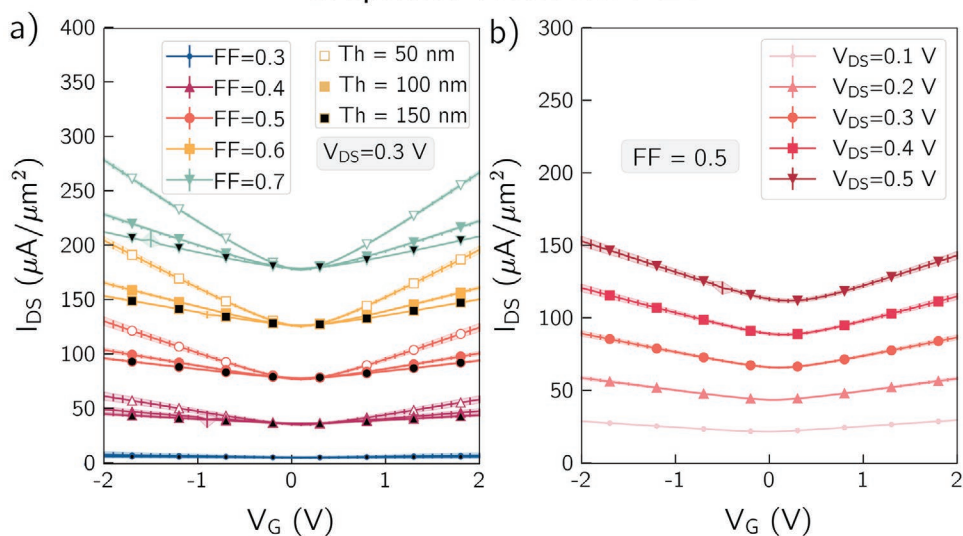 a)
400
350
300
250
200
150
100
50
0
I_DS (μA/μm²)
FF=0.3
FF=0.4
FF=0.5
FF=0.6
FF=0.7
Th = 50 nm
Th = 100 nm
Th = 150 nm
V_DS=0.3 V
-2 -1 0 1 2
V_G (V)
b)
300
250
200
150
100
50
0
I_DS (μA/μm²)
FF = 0.5
V_DS=0.1 V
V_DS=0.2 V
V_DS=0.3 V
V_DS=0.4 V
V_DS=0.5 V
-2 -1 0 1 2
V_G (V)